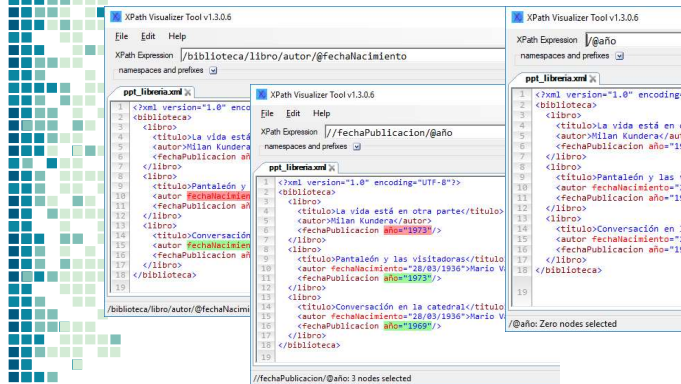 XPath Visualizer Tool v1.3.0.6
File Edit Help
XPath Expression /biblioteca/libro/autor/@fechaNacimiento
namespaces and prefixes
ppt_libreria.xml
1 <?xml version="1.0" enco
2 <biblioteca>
3 <libro>
4 <titulo>La vida está
5 <autor>Milan Kundera
6 <fechaPublicacion añ
7 </libro>
8 <libro>
9 <titulo>Pantaleón y
10 <autor fechaNacimien
11 <fechaPublicacion añ
12 </libro>
13 <libro>
14 <titulo>Conversación
15 <autor fechaNacimien
16 <fechaPublicacion añ
17 </libro>
18 </biblioteca>
19
/biblioteca/libro/autor/@fechaNacimi
XPath Visualizer Tool v1.3.0.6
File Edit Help
XPath Expression //fechaPublicacion/@año
namespaces and prefixes
ppt_libreria.xml
1 <?xml version="1.0" encoding="UTF-8"?>
2 <biblioteca>
3 <libro>
4 <titulo>La vida está en otra parte</titulo>
5 <autor>Milan Kundera</autor>
6 <fechaPublicacion año="1973"/>
7 </libro>
8 <libro>
9 <titulo>Pantaleón y las visitadoras</titulo
10 <autor fechaNacimiento="28/03/1936">Mario V
11 <fechaPublicacion año="1973"/>
12 </libro>
13 <libro>
14 <titulo>Conversación en la catedral</titulo
15 <autor fechaNacimiento="28/03/1936">Mario V
16 <fechaPublicacion año="1969"/>
17 </libro>
18 </biblioteca>
19
//fechaPublicacion/@año: 3 nodes selected
XPath Visualizer Tool v1.3.0.6
XPath Expression /@año
namespaces and prefixes
ppt_libreria.xml
1 <?xml version="1.0" encoding
2 <biblioteca>
3 <libro>
4 <titulo>La vida está en
5 <autor>Milan Kundera</aut
6 <fechaPublicacion año="19
7 </libro>
8 <libro>
9 <titulo>Pantaleón y las
10 <autor fechaNacimiento="
11 <fechaPublicacion año="19
12 </libro>
13 <libro>
14 <titulo>Conversación en
15 <autor fechaNacimiento="
16 <fechaPublicacion año="19
17 </libro>
18 </biblioteca>
19
/@año: Zero nodes selected